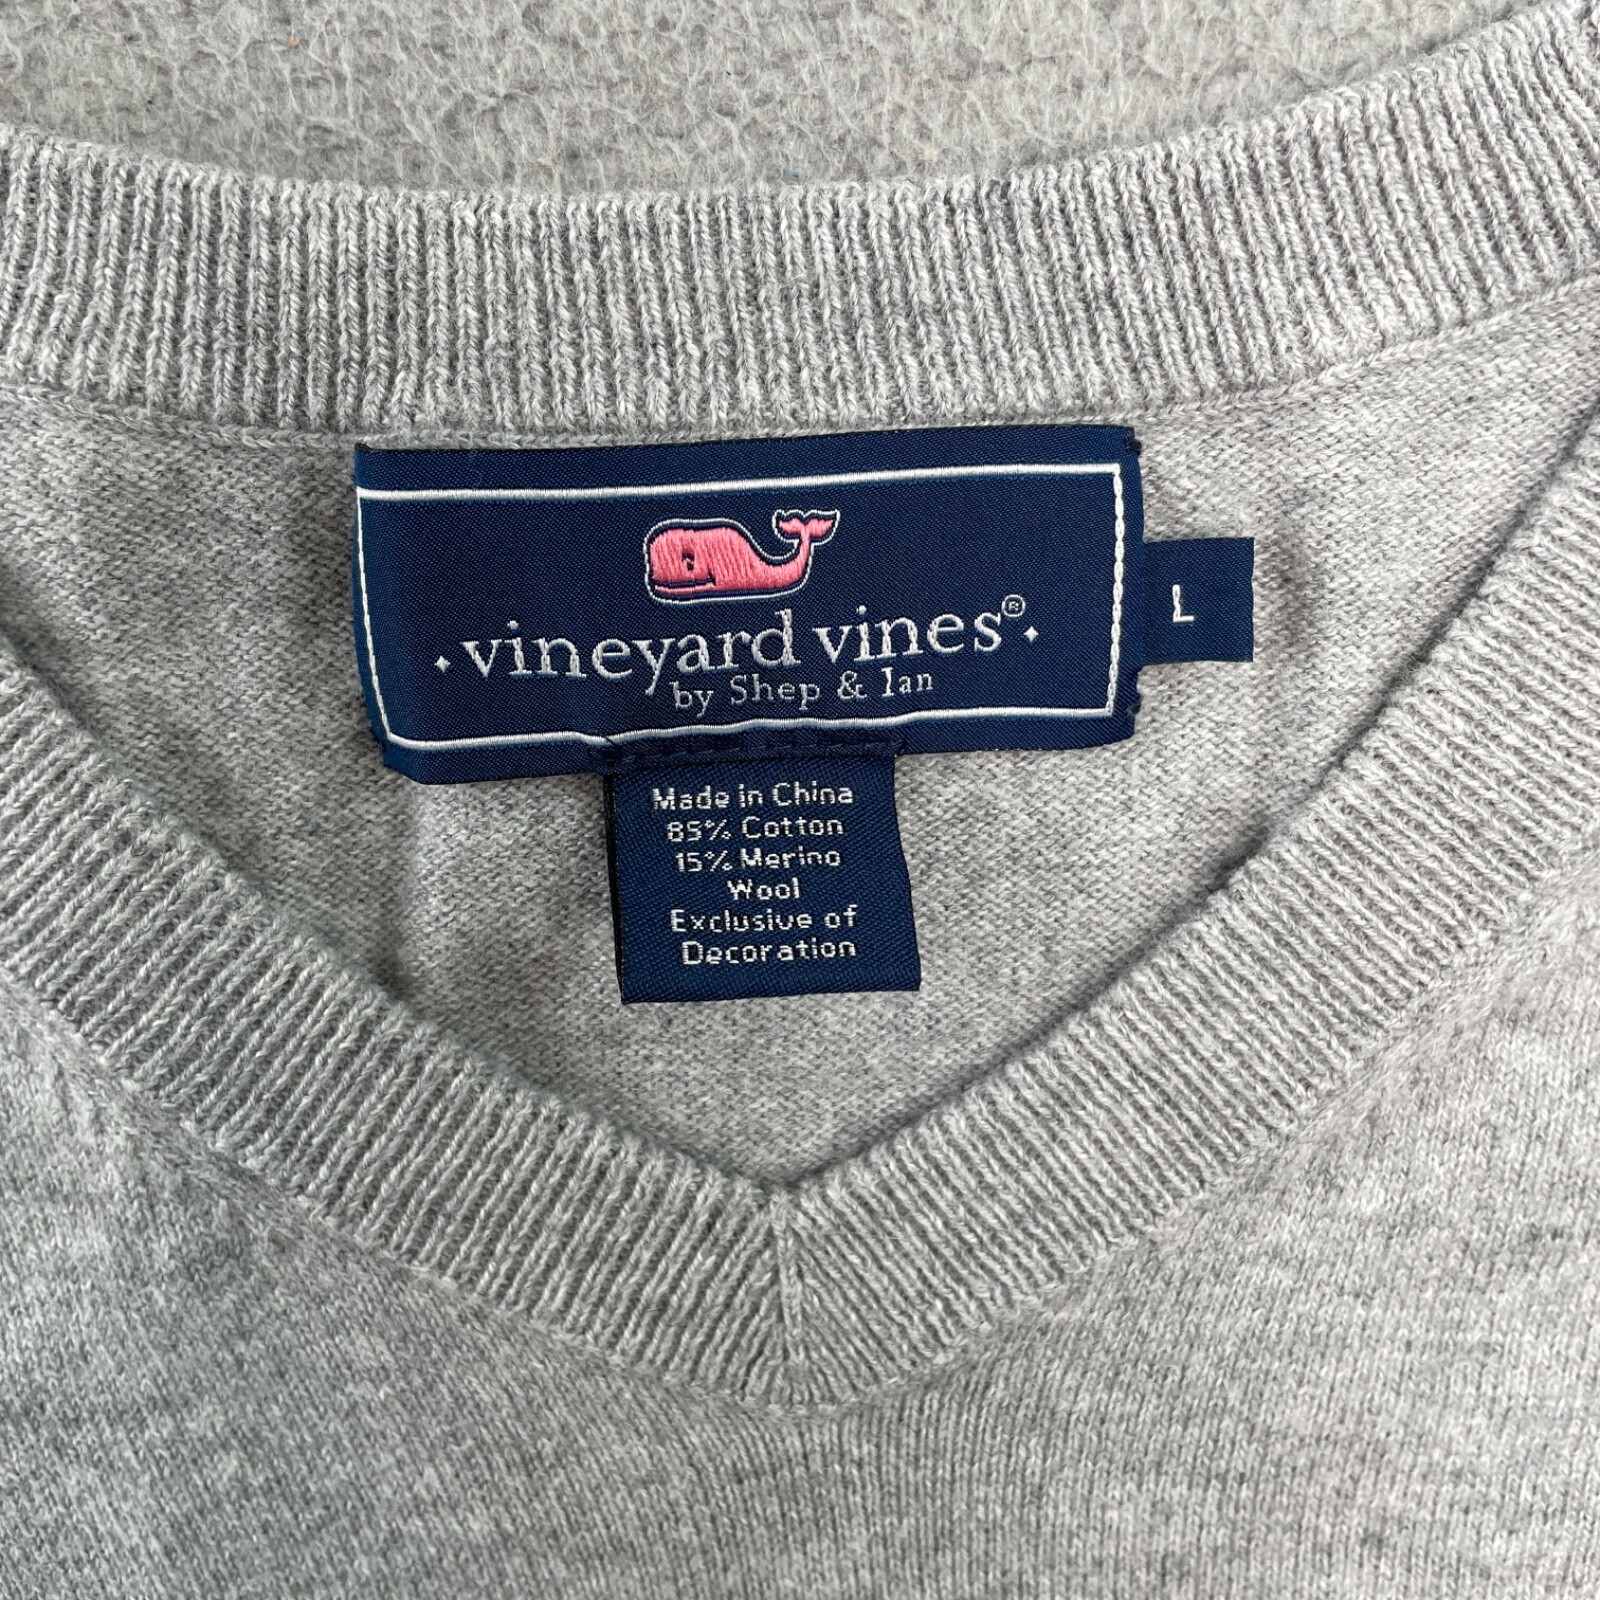 vineyard vines®
by Shep & Ian
L
Made in China
85% Cotton
15% Merino
Wool
Exclusive of
Decoration